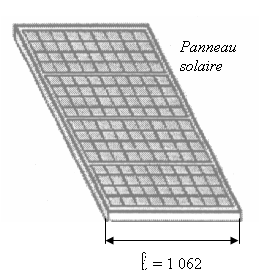 Panneau
solaire
ℓ = 1 062